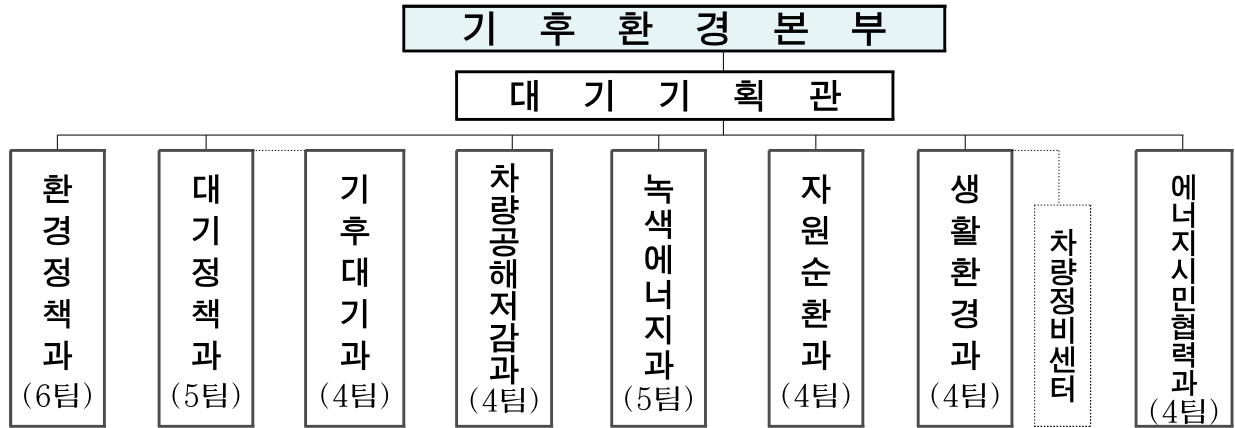 기 후 환 경 본 부
대 기 기 획 관
환경정책과
(6팀)
대기정책과
(5팀)
기후대기과
(4팀)
차량공해저감과
(4팀)
녹색에너지과
(5팀)
자원순환과
(4팀)
생활환경과
(4팀)
차량정비센터
에너지시민협력과
(4팀)